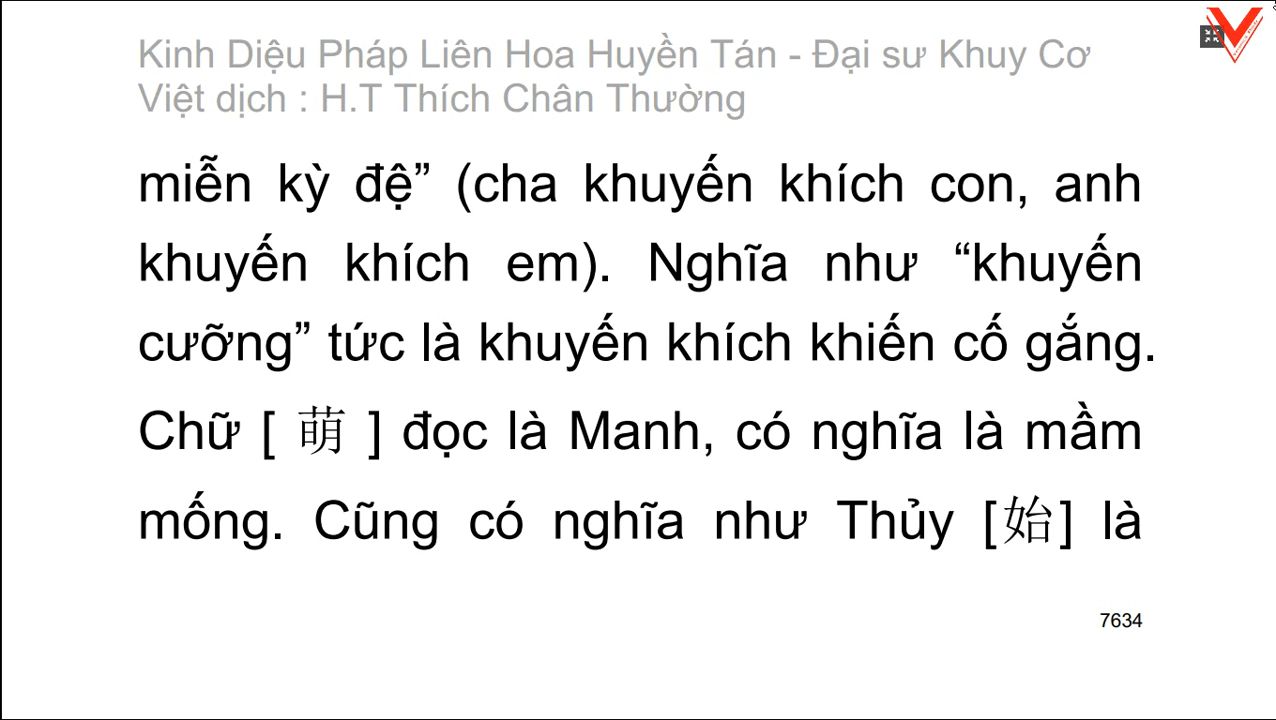 Kinh Diệu Pháp Liên Hoa Huyền Tán - Đại sư Khuy Cơ
Việt dịch : H.T Thích Chân Thường
miễn kỳ đệ” (cha khuyến khích con, anh
khuyến khích em). Nghĩa như “khuyến
cưỡng” tức là khuyến khích khiến cố gắng.
Chữ [ 萌 ] đọc là Manh, có nghĩa là mầm
mống. Cũng có nghĩa như Thủy [始] là
7634